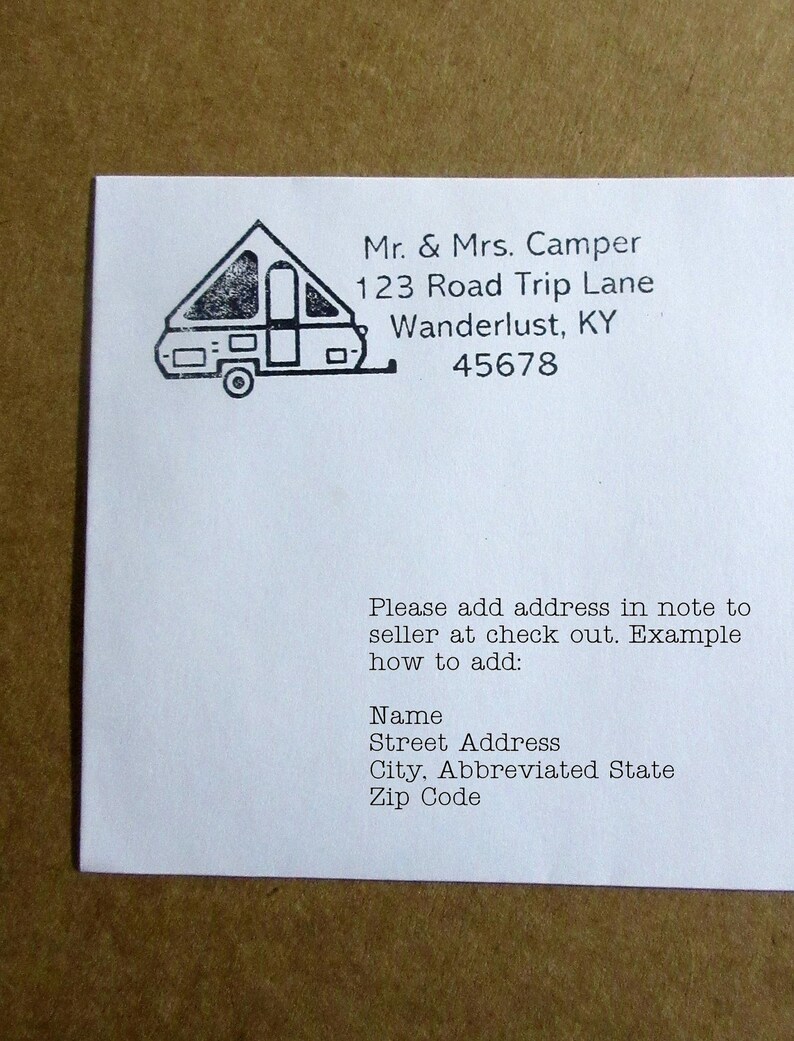 Mr. & Mrs. Camper
123 Road Trip Lane
Wanderlust, KY
45678
Please add address in note to
seller at check out. Example
how to add:
Name
Street Address
City, Abbreviated State
Zip Code